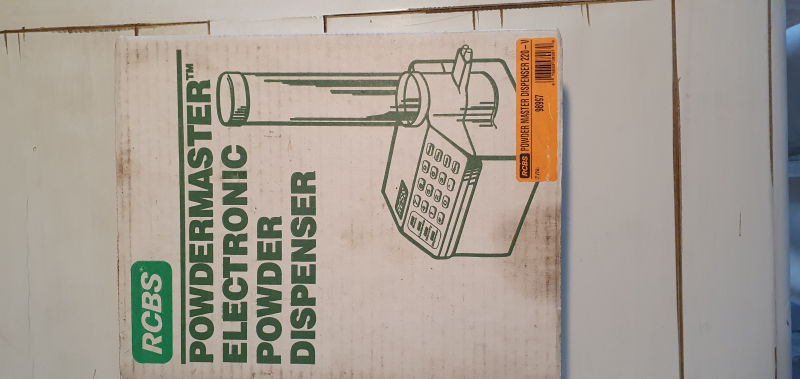 RCBS
POWDERMASTER™
ELECTRONIC
POWDER
DISPENSER
RCBS POWDER MASTER DISPENSER 220-V
98957